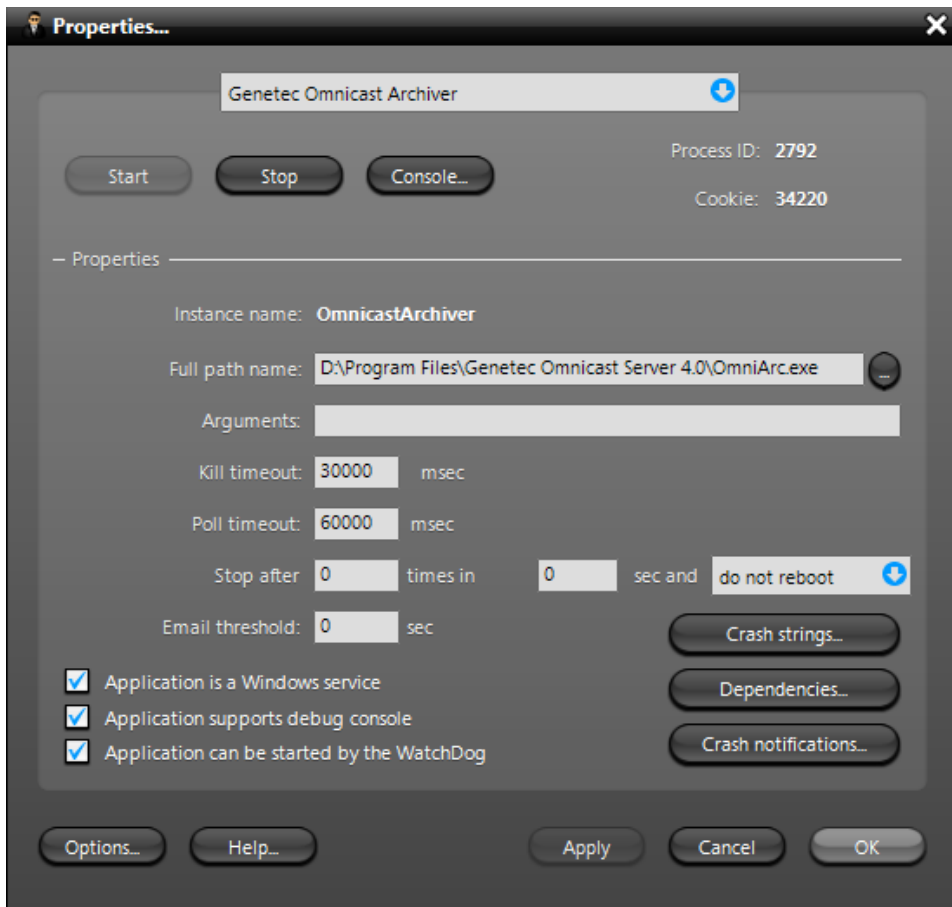 Properties...
Genetec Omnicast Archiver
Start Stop Console... Process ID: 2792
Cookie: 34220
Properties
Instance name: OmnicastArchiver
Full path name: D:\Program Files\Genetec Omnicast Server 4.0\OmniArc.exe ...
Arguments:
Kill timeout: 30000 msec
Poll timeout: 60000 msec
Stop after 0 times in 0 sec and do not reboot
Email threshold: 0 sec
Crash strings...
Application is a Windows service
Dependencies...
Application supports debug console
Crash notifications...
Application can be started by the WatchDog
Options... Help... Apply Cancel OK